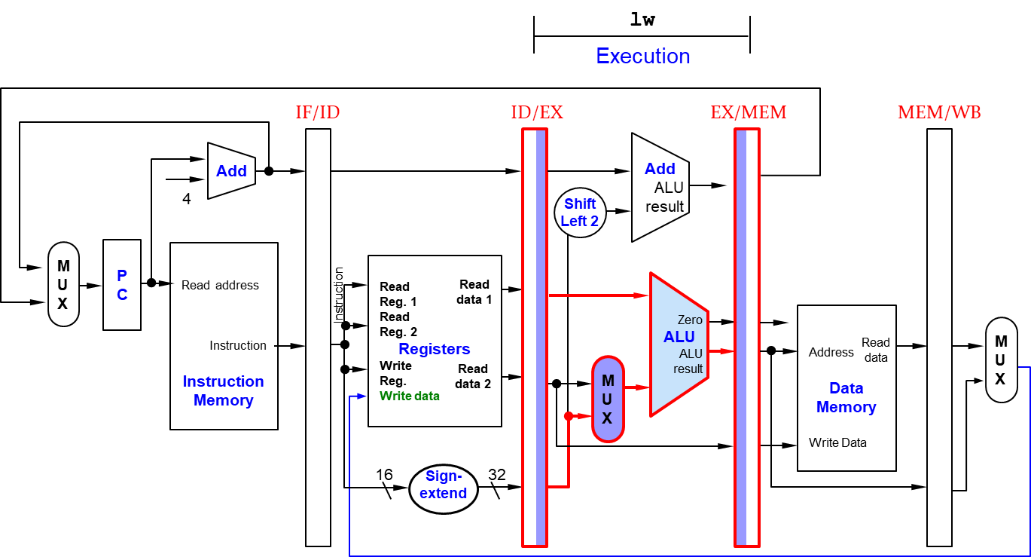 lw
Execution
IF/ID
ID/EX
EX/MEM
MEM/WB
Add
4
Add
ALU
result
Shift
Left 2
M
U
X
P
C
Read address
Instruction
Instruction
Memory
Instruction
Read
Reg. 1
Read
Reg. 2
Registers
Write
Reg.
Write data
Read
data 1
Read
data 2
16
Sign-
extend
32
M
U
X
Zero
ALU
ALU
result
Address
Read
data
Data
Memory
Write Data
M
U
X